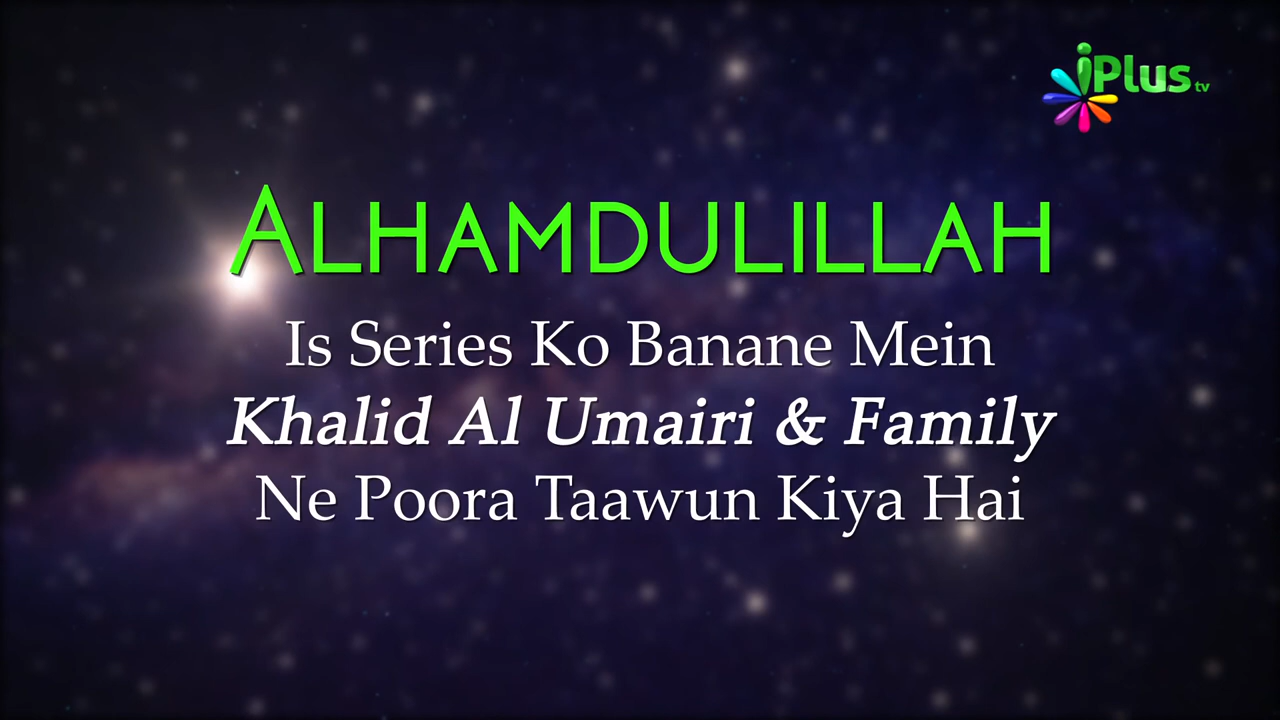 iPlus tv
ALHAMDULILLAH
Is Series Ko Banane Mein
Khalid Al Umairi & Family
Ne Poora Taawun Kiya Hai